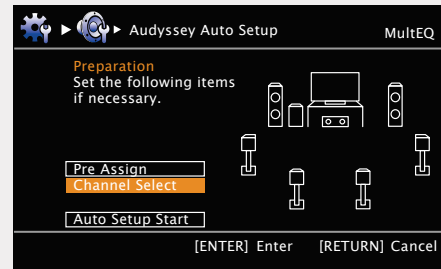 Audyssey Auto Setup
MultEQ
Preparation
Set the following items
if necessary.
Pre Assign
Channel Select
Auto Setup Start
[ENTER] Enter [RETURN] Cancel